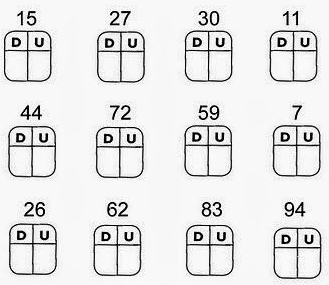 15 27 30 11
D U D U D U D U
44 72 59 7
D U D U D U D U
26 62 83 94
D U D U D U D U